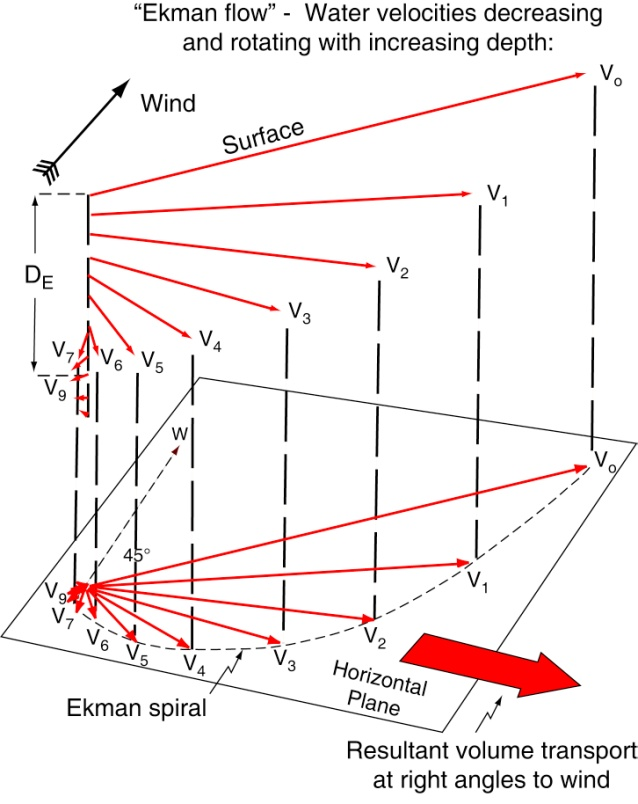 “Ekman flow” - Water velocities decreasing
and rotating with increasing depth:
Wind
Surface
Vo
V1
V2
V3
V4
V5
V6
V7
V9
DE
W
45°
Vo
V1
V2
V3
V4
V5
V6
V7
V9
Ekman spiral
Horizontal
Plane
Resultant volume transport
at right angles to wind